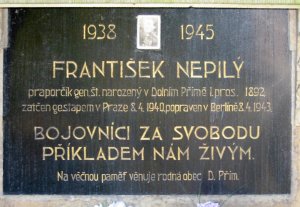 1938 1945
FRANTIŠEK NEPILÝ
praporčík gen. št. narozený v Dolním Přímě 1. pros. 1892,
zatčen gestapem v Praze 8.4.1940, popraven v Berlíně 8.4.1943.
BOJOVNÍCI ZA SVOBODU
PŘÍKLADEM NÁM ŽIVÝM.
Na věčnou paměť věnuje rodná obec D. Přím.